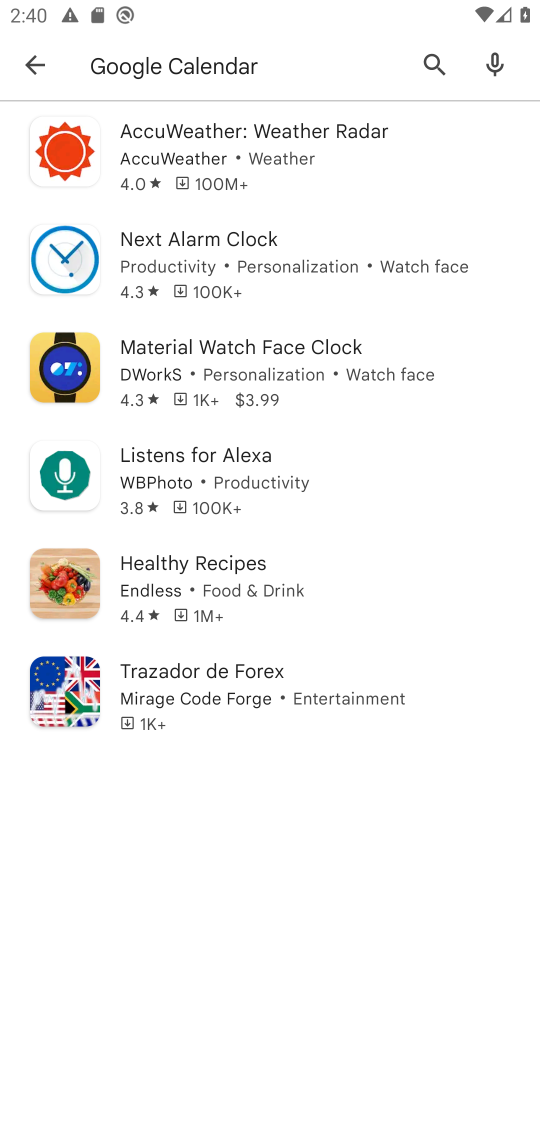 2:40
Google Calendar
AccuWeather: Weather Radar
AccuWeather • Weather
4.0★ 100M+
Next Alarm Clock
Productivity • Personalization • Watch face
4.3★ 100K+
07:
Material Watch Face Clock
DWorkS • Personalization • Watch face
4.3★ 1K+ $3.99
Listens for Alexa
WBPhoto • Productivity
3.8★ 100K+
Healthy Recipes
Endless • Food & Drink
4.4★ 1M+
Trazador de Forex
Mirage Code Forge • Entertainment
1K+